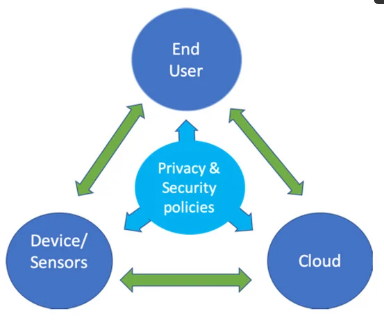 End
User
Privacy &
Security
policies
Device/
Sensors
Cloud